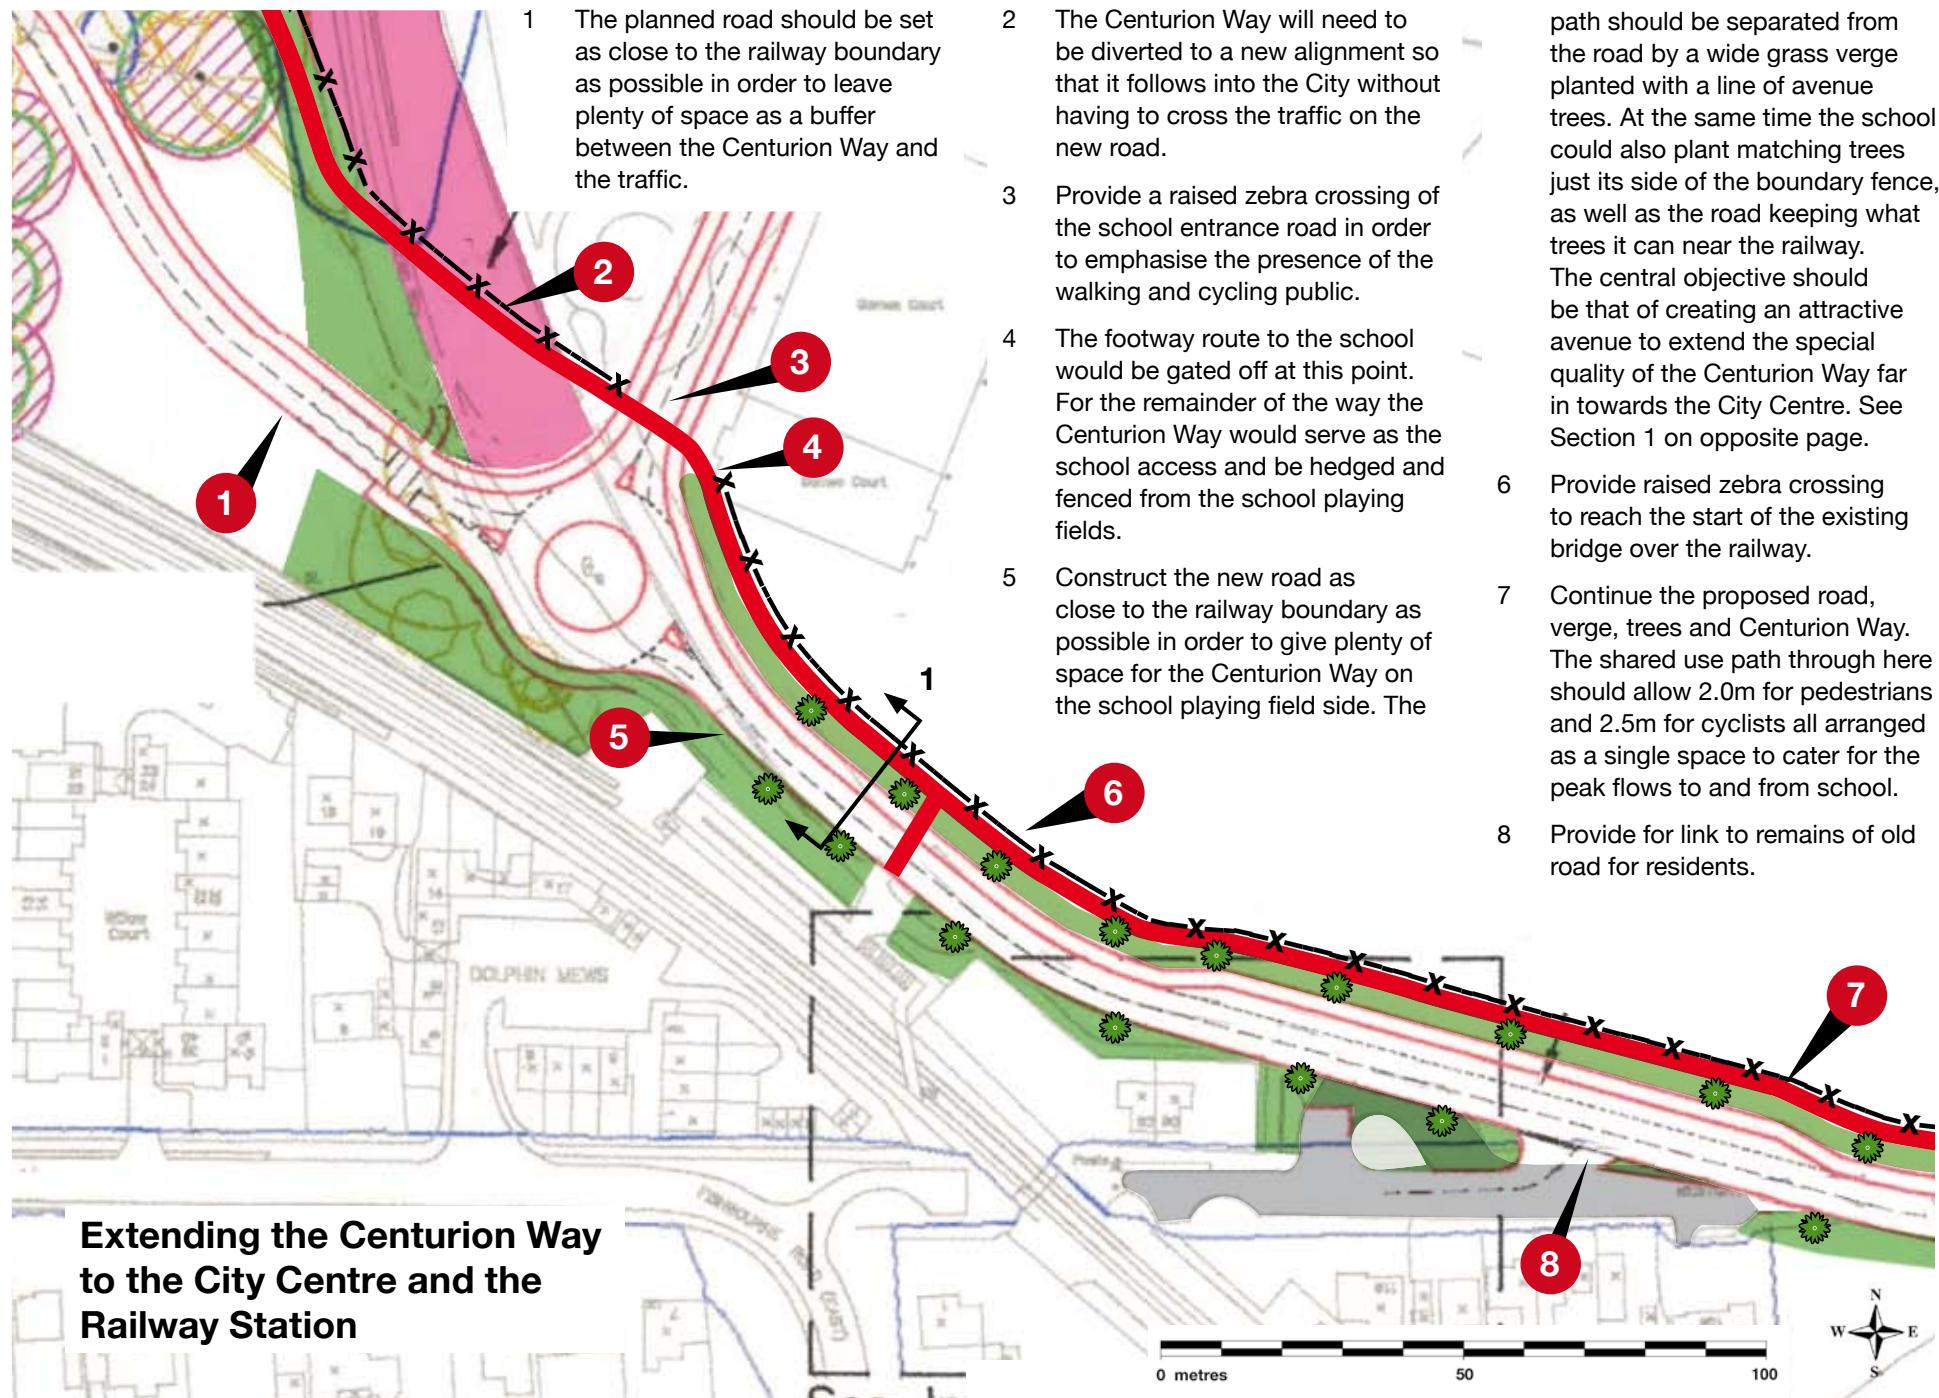 1 The planned road should be set
as close to the railway boundary
as possible in order to leave
plenty of space as a buffer
between the Centurion Way and
the traffic.
2 The Centurion Way will need to
be diverted to a new alignment so
that it follows into the City without
having to cross the traffic on the
new road.
3 Provide a raised zebra crossing of
the school entrance road in order
to emphasise the presence of the
walking and cycling public.
4 The footway route to the school
would be gated off at this point.
For the remainder of the way the
Centurion Way would serve as the
school access and be hedged and
fenced from the school playing
fields.
5 Construct the new road as
close to the railway boundary as
possible in order to give plenty of
space for the Centurion Way on
the school playing field side. The
path should be separated from
the road by a wide grass verge
planted with a line of avenue
trees. At the same time the school
could also plant matching trees
just its side of the boundary fence,
as well as the road keeping what
trees it can near the railway.
The central objective should
be that of creating an attractive
avenue to extend the special
quality of the Centurion Way far
in towards the City Centre. See
Section 1 on opposite page.
6 Provide raised zebra crossing
to reach the start of the existing
bridge over the railway.
7 Continue the proposed road,
verge, trees and Centurion Way.
The shared use path through here
should allow 2.0m for pedestrians
and 2.5m for cyclists all arranged
as a single space to cater for the
peak flows to and from school.
8 Provide for link to remains of old
road for residents.
2
3
4
1
1
5
6
7
8
Court
Court
Court
DOLPHIN MEWS
(EAST)
Extending the Centurion Way
to the City Centre and the
Railway Station
0 metres 50 100
N
W E
S